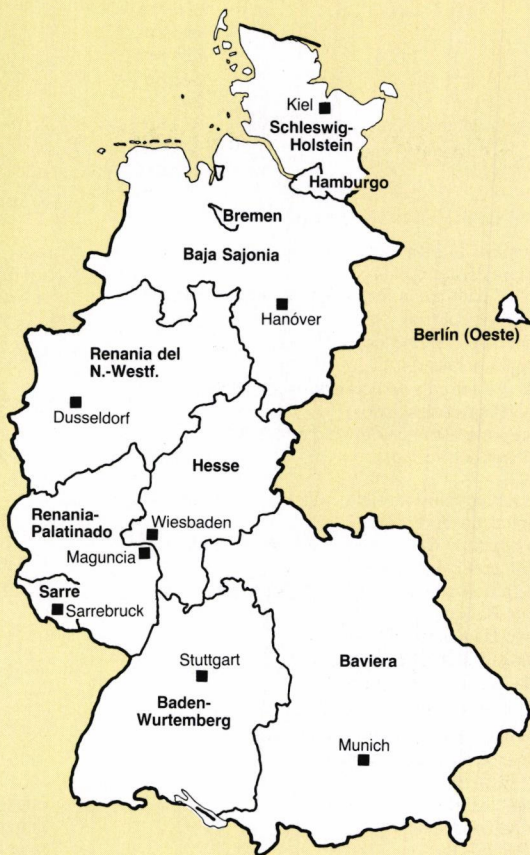 Kiel
Schleswig-
Holstein
Hamburgo
Bremen
Baja Sajonia
Hanóver
Berlín (Oeste)
Renania del
N.-Westf.
Dusseldorf
Hesse
Renania-
Palatinado
Wiesbaden
Maguncia
Sarre
Sarrebruck
Stuttgart
Baviera
Baden-
Wurtemberg
Munich